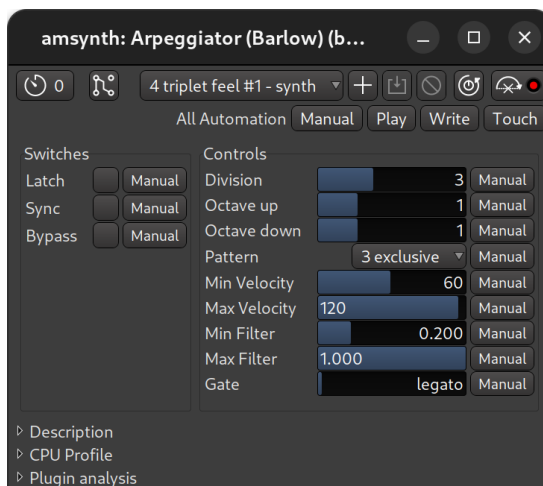 amsynth: Arpeggiator (Barlow) (b...
0 4 triplet feel #1 - synth
All Automation Manual Play Write Touch
Switches
Latch Manual
Sync Manual
Bypass Manual
Controls
Division 3 Manual
Octave up 1 Manual
Octave down 1 Manual
Pattern 3 exclusive Manual
Min Velocity 60 Manual
Max Velocity 120 Manual
Min Filter 0.200 Manual
Max Filter 1.000 Manual
Gate legato Manual
Description
CPU Profile
Plugin analysis